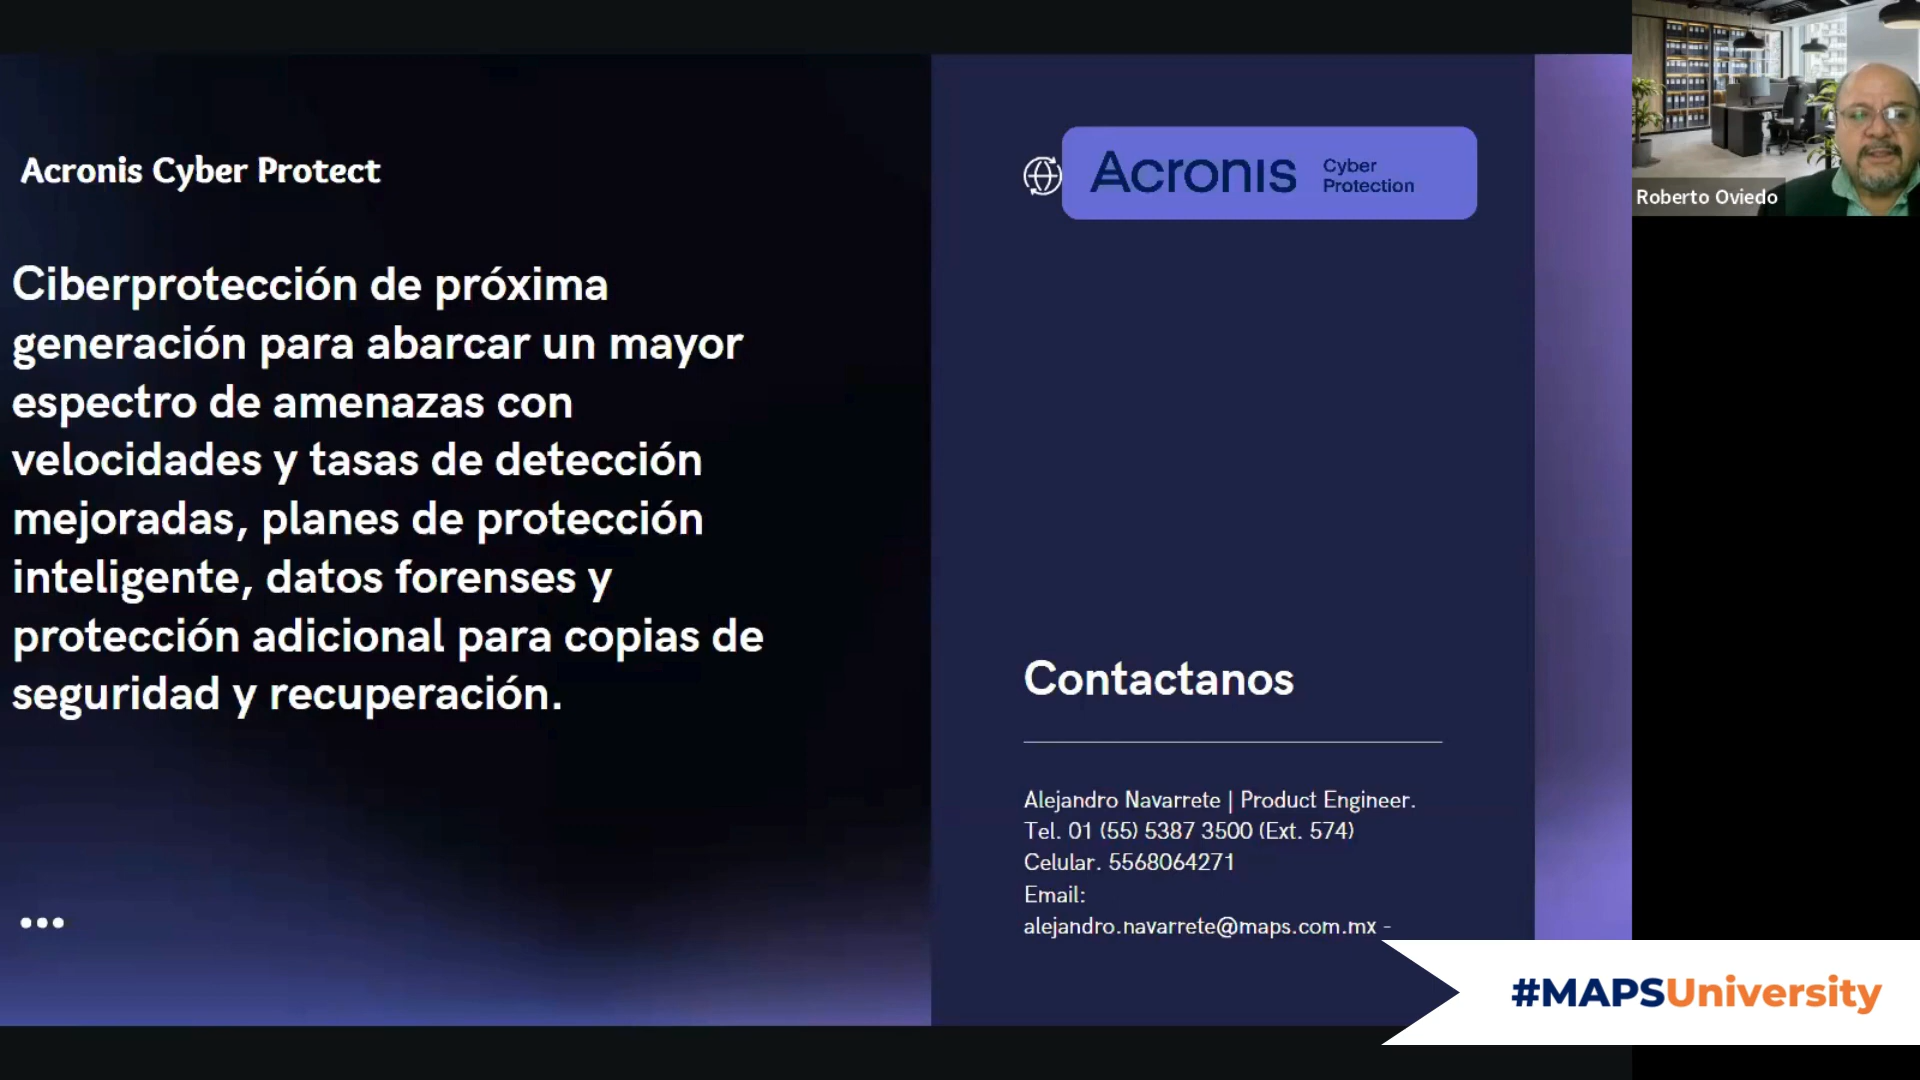 Acronis Cyber Protect
Ciberprotección de próxima
generación para abarcar un mayor
espectro de amenazas con
velocidades y tasas de detección
mejoradas, planes de protección
inteligente, datos forenses y
protección adicional para copias de
seguridad y recuperación.
Acronis
Cyber
Protection
Contactanos
Alejandro Navarrete | Product Engineer.
Tel. 01 (55) 5387 3500 (Ext. 574)
Celular. 5568064271
Email:
alejandro.navarrete@maps.com.mx -
Roberto Oviedo
#MAPSUniversity